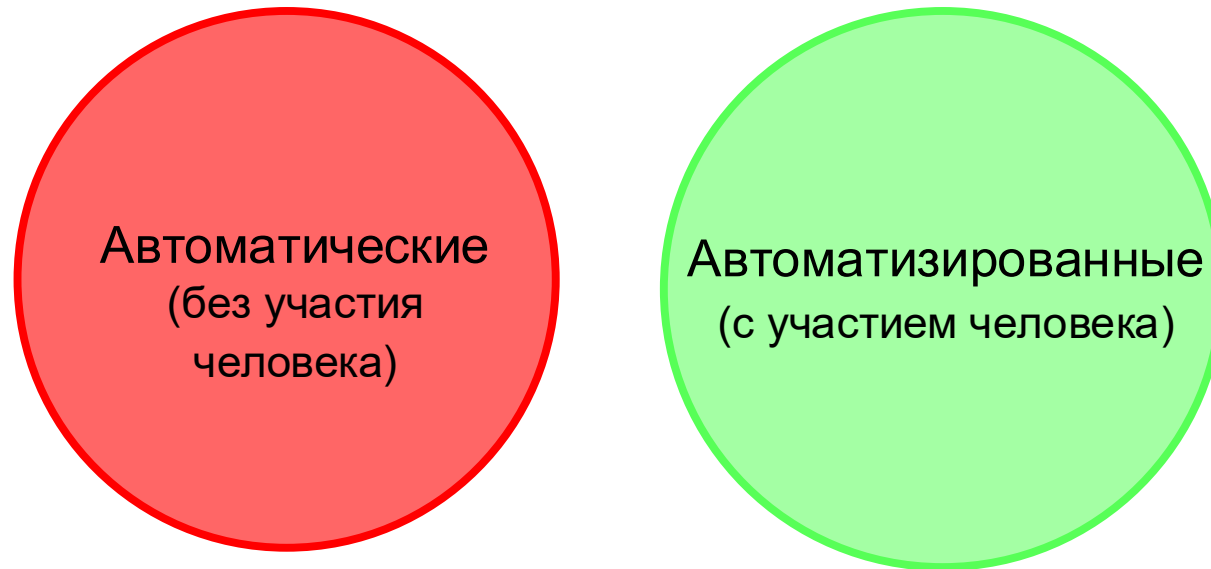 Автоматические
(без участия
человека)
Автоматизированные
(с участием человека)